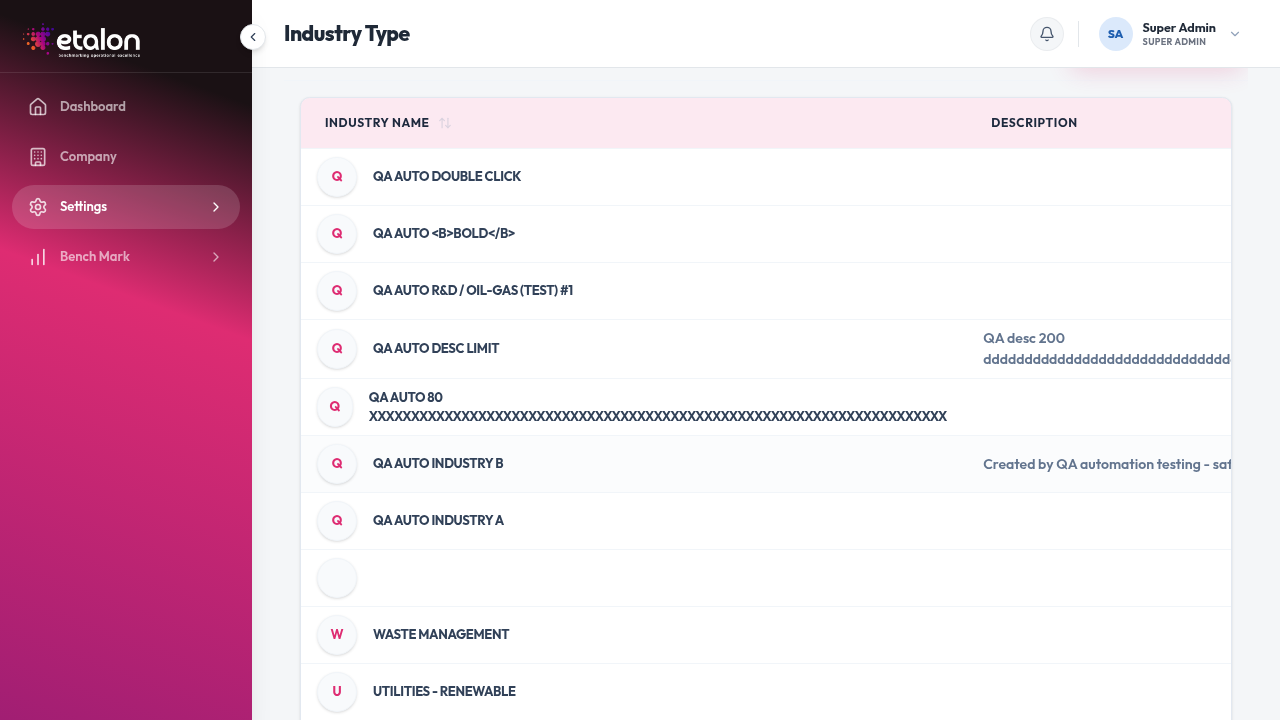 etalon
benchmarking operational excellence
Industry Type
SA
Super Admin
SUPER ADMIN
Dashboard
Company
Settings
Bench Mark
INDUSTRY NAME
DESCRIPTION
Q
QA AUTO DOUBLE CLICK
Q
QA AUTO <B>BOLD</B>
Q
QA AUTO R&D / OIL-GAS (TEST) #1
Q
QA AUTO DESC LIMIT
QA desc 200
dddddddddddddddddddddddddddddd
Q
QA AUTO 80
XXXXXXXXXXXXXXXXXXXXXXXXXXXXXXXXXXXXXXXXXXXXXXXXXXXXXXXXXXXXXXXXXXXXX
Q
QA AUTO INDUSTRY B
Created by QA automation testing - saf
Q
QA AUTO INDUSTRY A
W
WASTE MANAGEMENT
U
UTILITIES - RENEWABLE